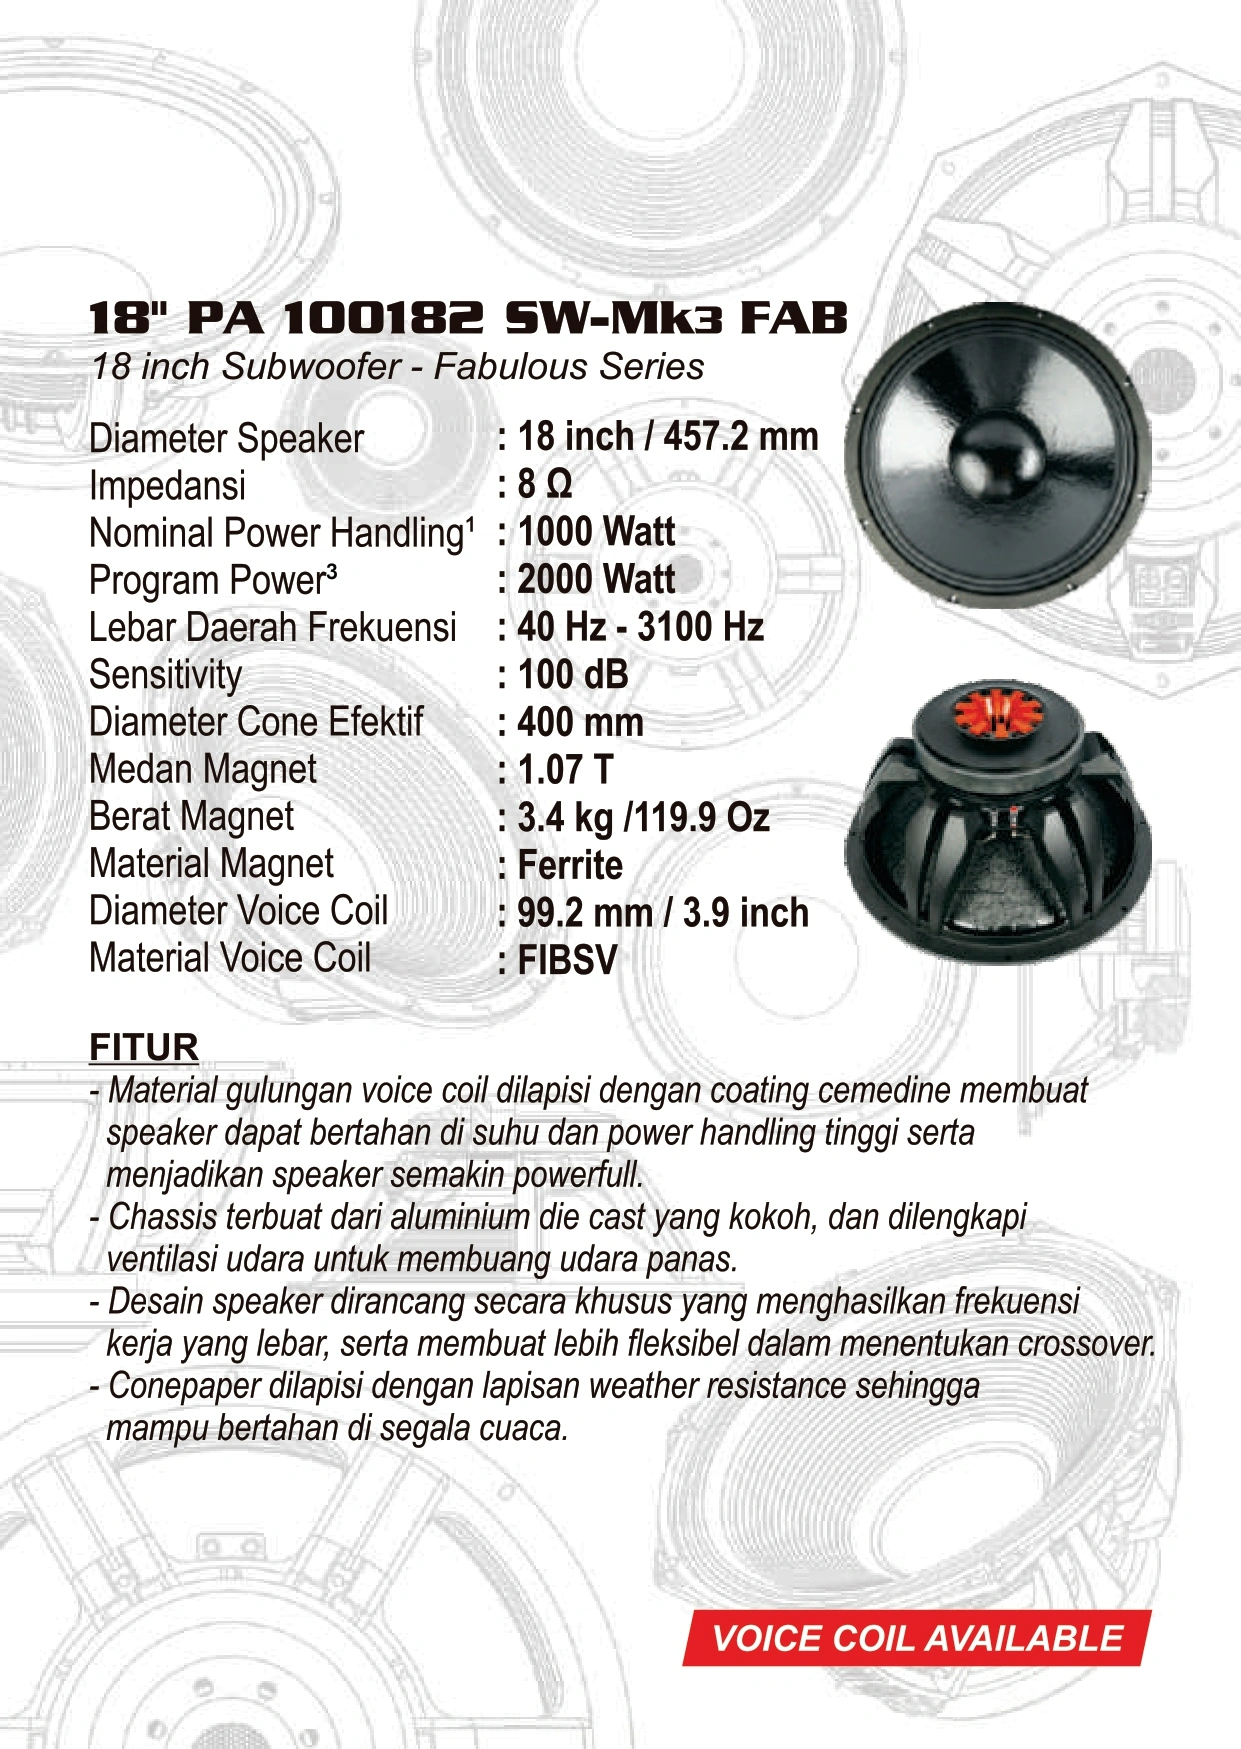 18" PA 100182 SW-Mk3 FAB
18 inch Subwoofer - Fabulous Series
Diameter Speaker : 18 inch / 457.2 mm
Impedansi : 8 Ω
Nominal Power Handling¹ : 1000 Watt
Program Power³ : 2000 Watt
Lebar Daerah Frekuensi : 40 Hz - 3100 Hz
Sensitivity : 100 dB
Diameter Cone Efektif : 400 mm
Medan Magnet : 1.07 T
Berat Magnet : 3.4 kg /119.9 Oz
Material Magnet : Ferrite
Diameter Voice Coil : 99.2 mm / 3.9 inch
Material Voice Coil : FIBSV
FITUR
- Material gulungan voice coil dilapisi dengan coating cemedine membuat
speaker dapat bertahan di suhu dan power handling tinggi serta
menjadikan speaker semakin powerfull.
- Chassis terbuat dari aluminium die cast yang kokoh, dan dilengkapi
ventilasi udara untuk membuang udara panas.
- Desain speaker dirancang secara khusus yang menghasilkan frekuensi
kerja yang lebar, serta membuat lebih fleksibel dalam menentukan crossover.
- Conepaper dilapisi dengan lapisan weather resistance sehingga
mampu bertahan di segala cuaca.
VOICE COIL AVAILABLE